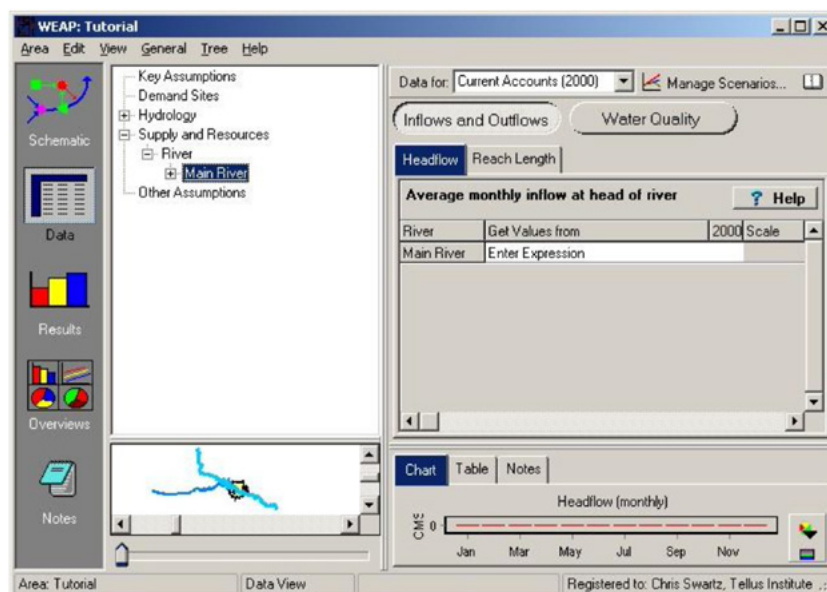 WEAP: Tutorial
Area Edit View General Tree Help
Schematic
Data
Results
Overviews
Notes
Key Assumptions
Demand Sites
Hydrology
Supply and Resources
River
Main River
Other Assumptions
Data for: Current Accounts (2000) Manage Scenarios...
Inflows and Outflows Water Quality
Headflow Reach Length
Average monthly inflow at head of river ? Help
River Get Values from 2000 Scale
Main River Enter Expression
Chart Table Notes
Headflow (monthly)
CMS
0
Jan Mar May Jul Sep Nov
Area: Tutorial Data View Registered to: Chris Swartz, Tellus Institute